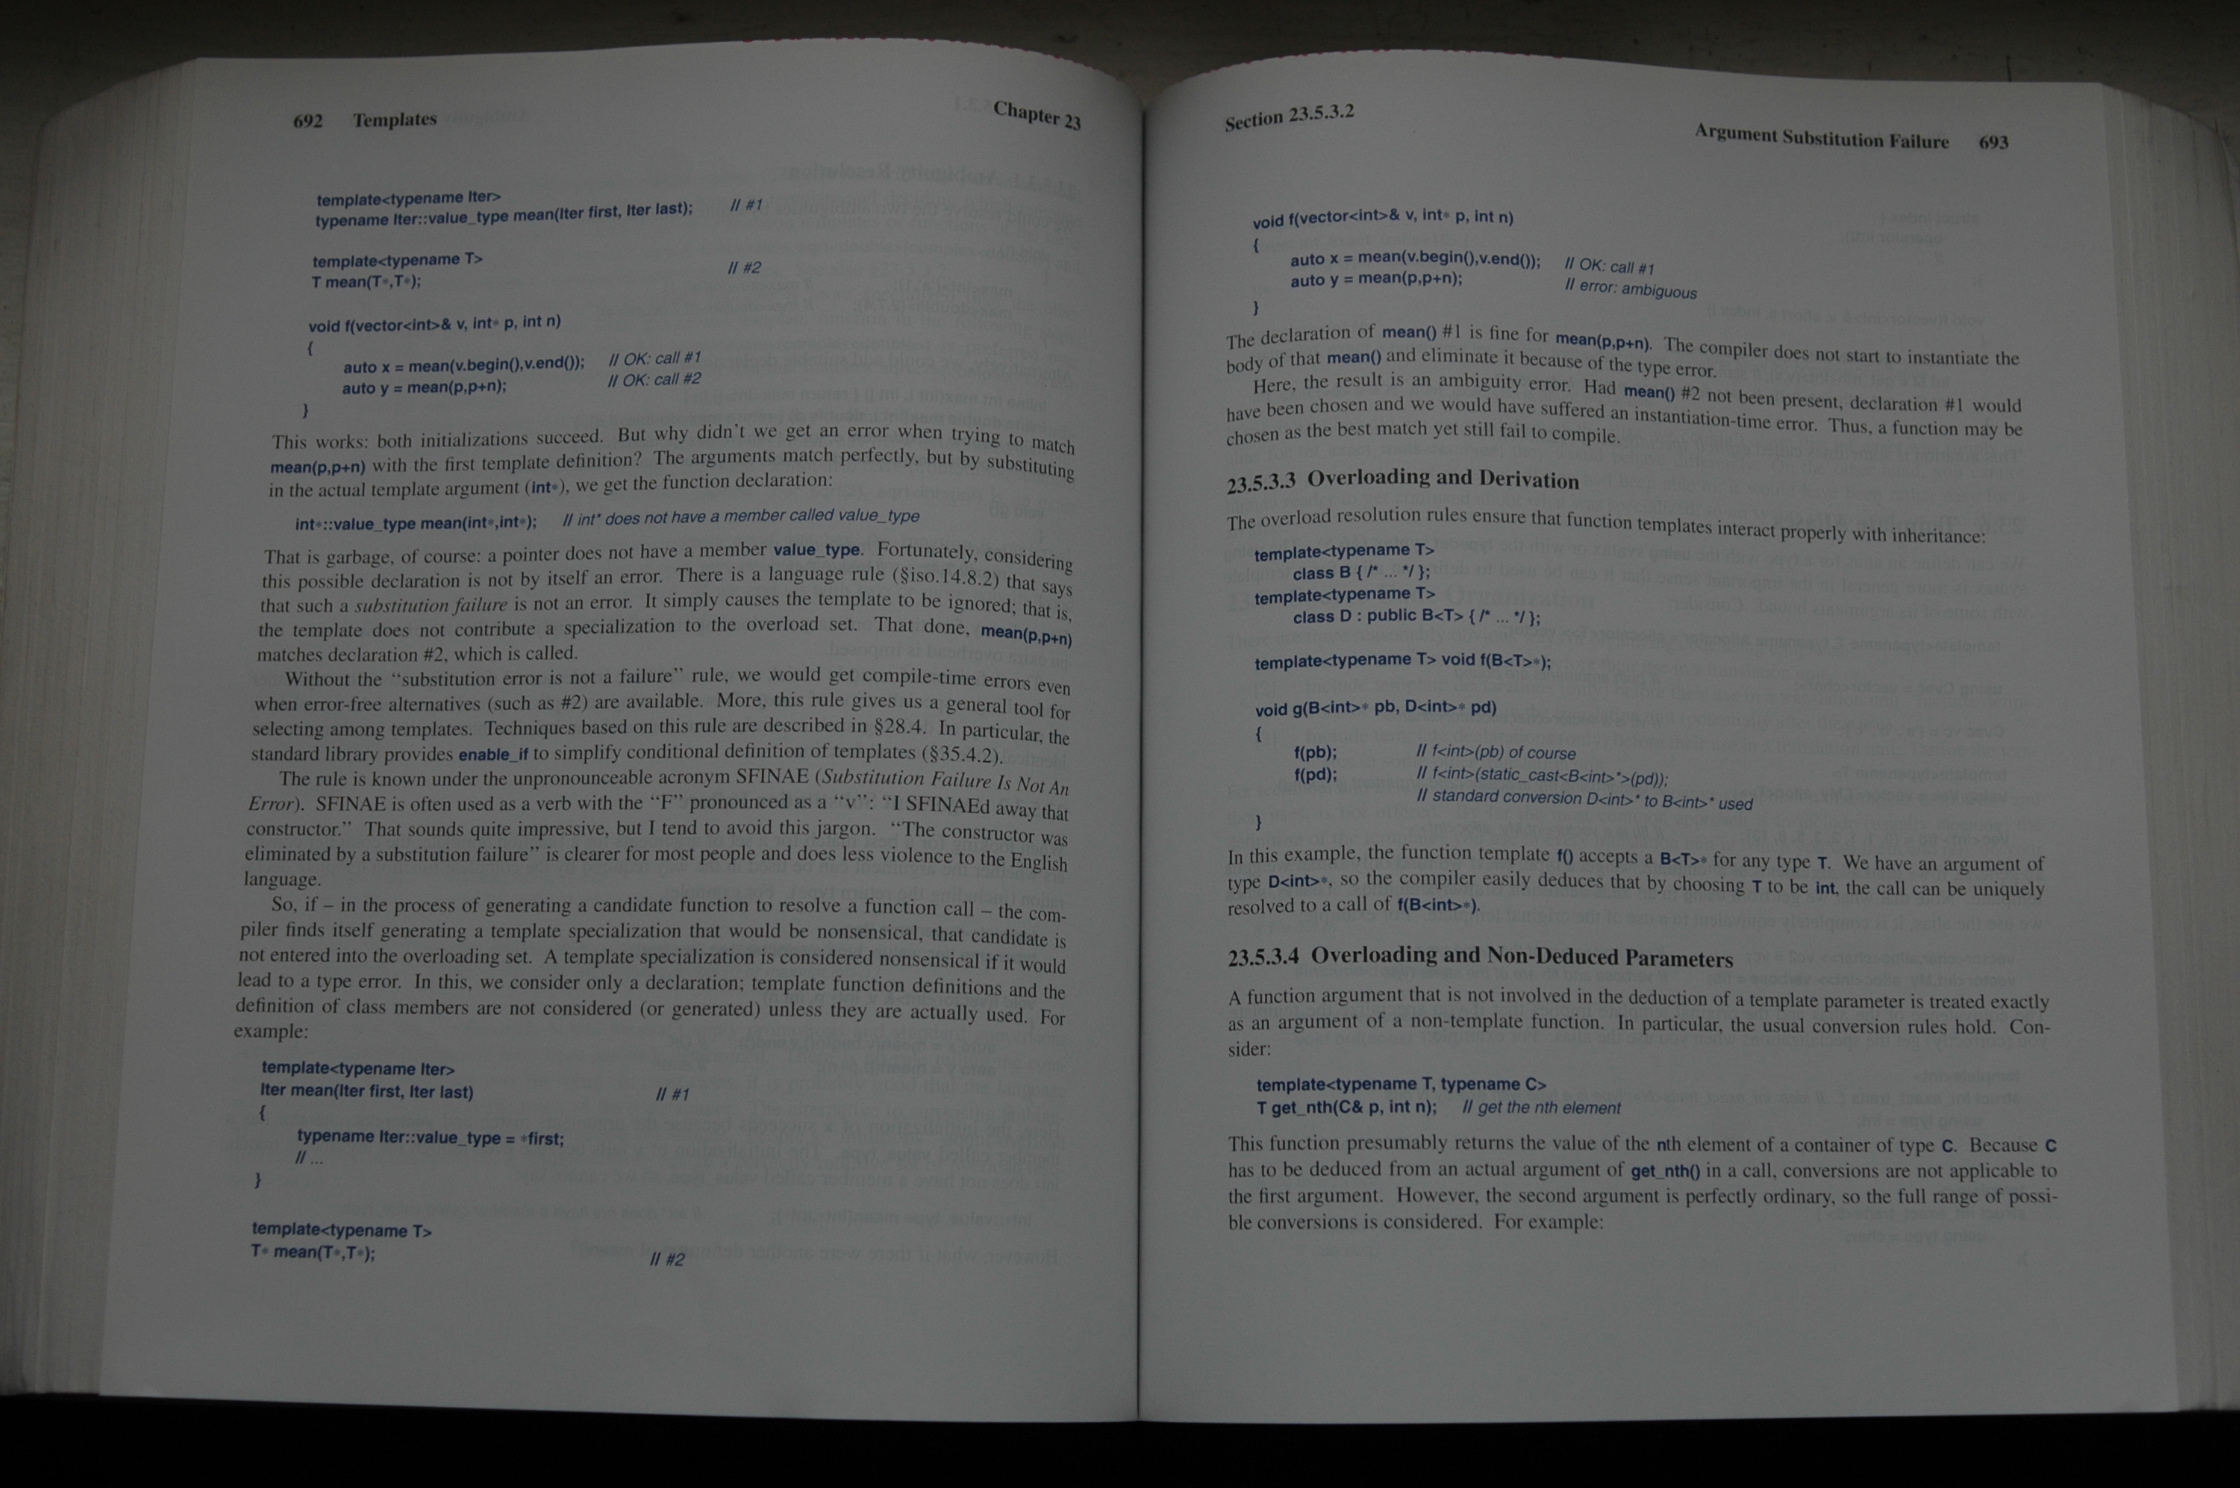 692 Templates Chapter 23
template<typename Iter>
typename Iter::value_type mean(Iter first, Iter last); // #1
template<typename T>
T mean(T*,T*); // #2
void f(vector<int>& v, int* p, int n)
{
auto x = mean(v.begin(),v.end()); // OK: call #1
auto y = mean(p,p+n); // OK: call #2
}
This works: both initializations succeed. But why didn't we get an error when trying to match
mean(p,p+n) with the first template definition? The arguments match perfectly, but by substituting
in the actual template argument (int*), we get the function declaration:
int*::value_type mean(int*,int*); // int* does not have a member called value_type
That is garbage, of course: a pointer does not have a member value_type. Fortunately, considering
this possible declaration is not by itself an error. There is a language rule (§iso.14.8.2) that says
that such a substitution failure is not an error. It simply causes the template to be ignored; that is,
the template does not contribute a specialization to the overload set. That done, mean(p,p+n)
matches declaration #2, which is called.
Without the ‘‘substitution error is not a failure’’ rule, we would get compile-time errors even
when error-free alternatives (such as #2) are available. More, this rule gives us a general tool for
selecting among templates. Techniques based on this rule are described in §28.4. In particular, the
standard library provides enable_if to simplify conditional definition of templates (§35.4.2).
The rule is known under the unpronounceable acronym SFINAE (Substitution Failure Is Not An
Error). SFINAE is often used as a verb with the ‘‘F’’ pronounced as a ‘‘v’’: ‘‘I SFINAEd away that
constructor.’’ That sounds quite impressive, but I tend to avoid this jargon. ‘‘The constructor was
eliminated by a substitution failure’’ is clearer for most people and does less violence to the English
language.
So, if – in the process of generating a candidate function to resolve a function call – the com-
piler finds itself generating a template specialization that would be nonsensical, that candidate is
not entered into the overloading set. A template specialization is considered nonsensical if it would
lead to a type error. In this, we consider only a declaration; template function definitions and the
definition of class members are not considered (or generated) unless they are actually used. For
example:
template<typename Iter>
Iter mean(Iter first, Iter last) // #1
{
typename Iter::value_type = *first;
// ...
}
template<typename T>
T* mean(T*,T*); // #2
Section 23.5.3.2 Argument Substitution Failure 693
void f(vector<int>& v, int* p, int n)
{
auto x = mean(v.begin(),v.end()); // OK: call #1
auto y = mean(p,p+n); // error: ambiguous
}
The declaration of mean() #1 is fine for mean(p,p+n). The compiler does not start to instantiate the
body of that mean() and eliminate it because of the type error.
Here, the result is an ambiguity error. Had mean() #2 not been present, declaration #1 would
have been chosen and we would have suffered an instantiation-time error. Thus, a function may be
chosen as the best match yet still fail to compile.
23.5.3.3 Overloading and Derivation
The overload resolution rules ensure that function templates interact properly with inheritance:
template<typename T>
class B { /* ... */ };
template<typename T>
class D : public B<T> { /* ... */ };
template<typename T> void f(B<T>*);
void g(B<int>* pb, D<int>* pd)
{
f(pb); // f<int>(pb) of course
f(pd); // f<int>(static_cast<B<int>*>(pd));
// standard conversion D<int>* to B<int>* used
}
In this example, the function template f() accepts a B<T>* for any type T. We have an argument of
type D<int>*, so the compiler easily deduces that by choosing T to be int, the call can be uniquely
resolved to a call of f(B<int>*).
23.5.3.4 Overloading and Non-Deduced Parameters
A function argument that is not involved in the deduction of a template parameter is treated exactly
as an argument of a non-template function. In particular, the usual conversion rules hold. Con-
sider:
template<typename T, typename C>
T get_nth(C& p, int n); // get the nth element
This function presumably returns the value of the nth element of a container of type C. Because C
has to be deduced from an actual argument of get_nth() in a call, conversions are not applicable to
the first argument. However, the second argument is perfectly ordinary, so the full range of possi-
ble conversions is considered. For example: